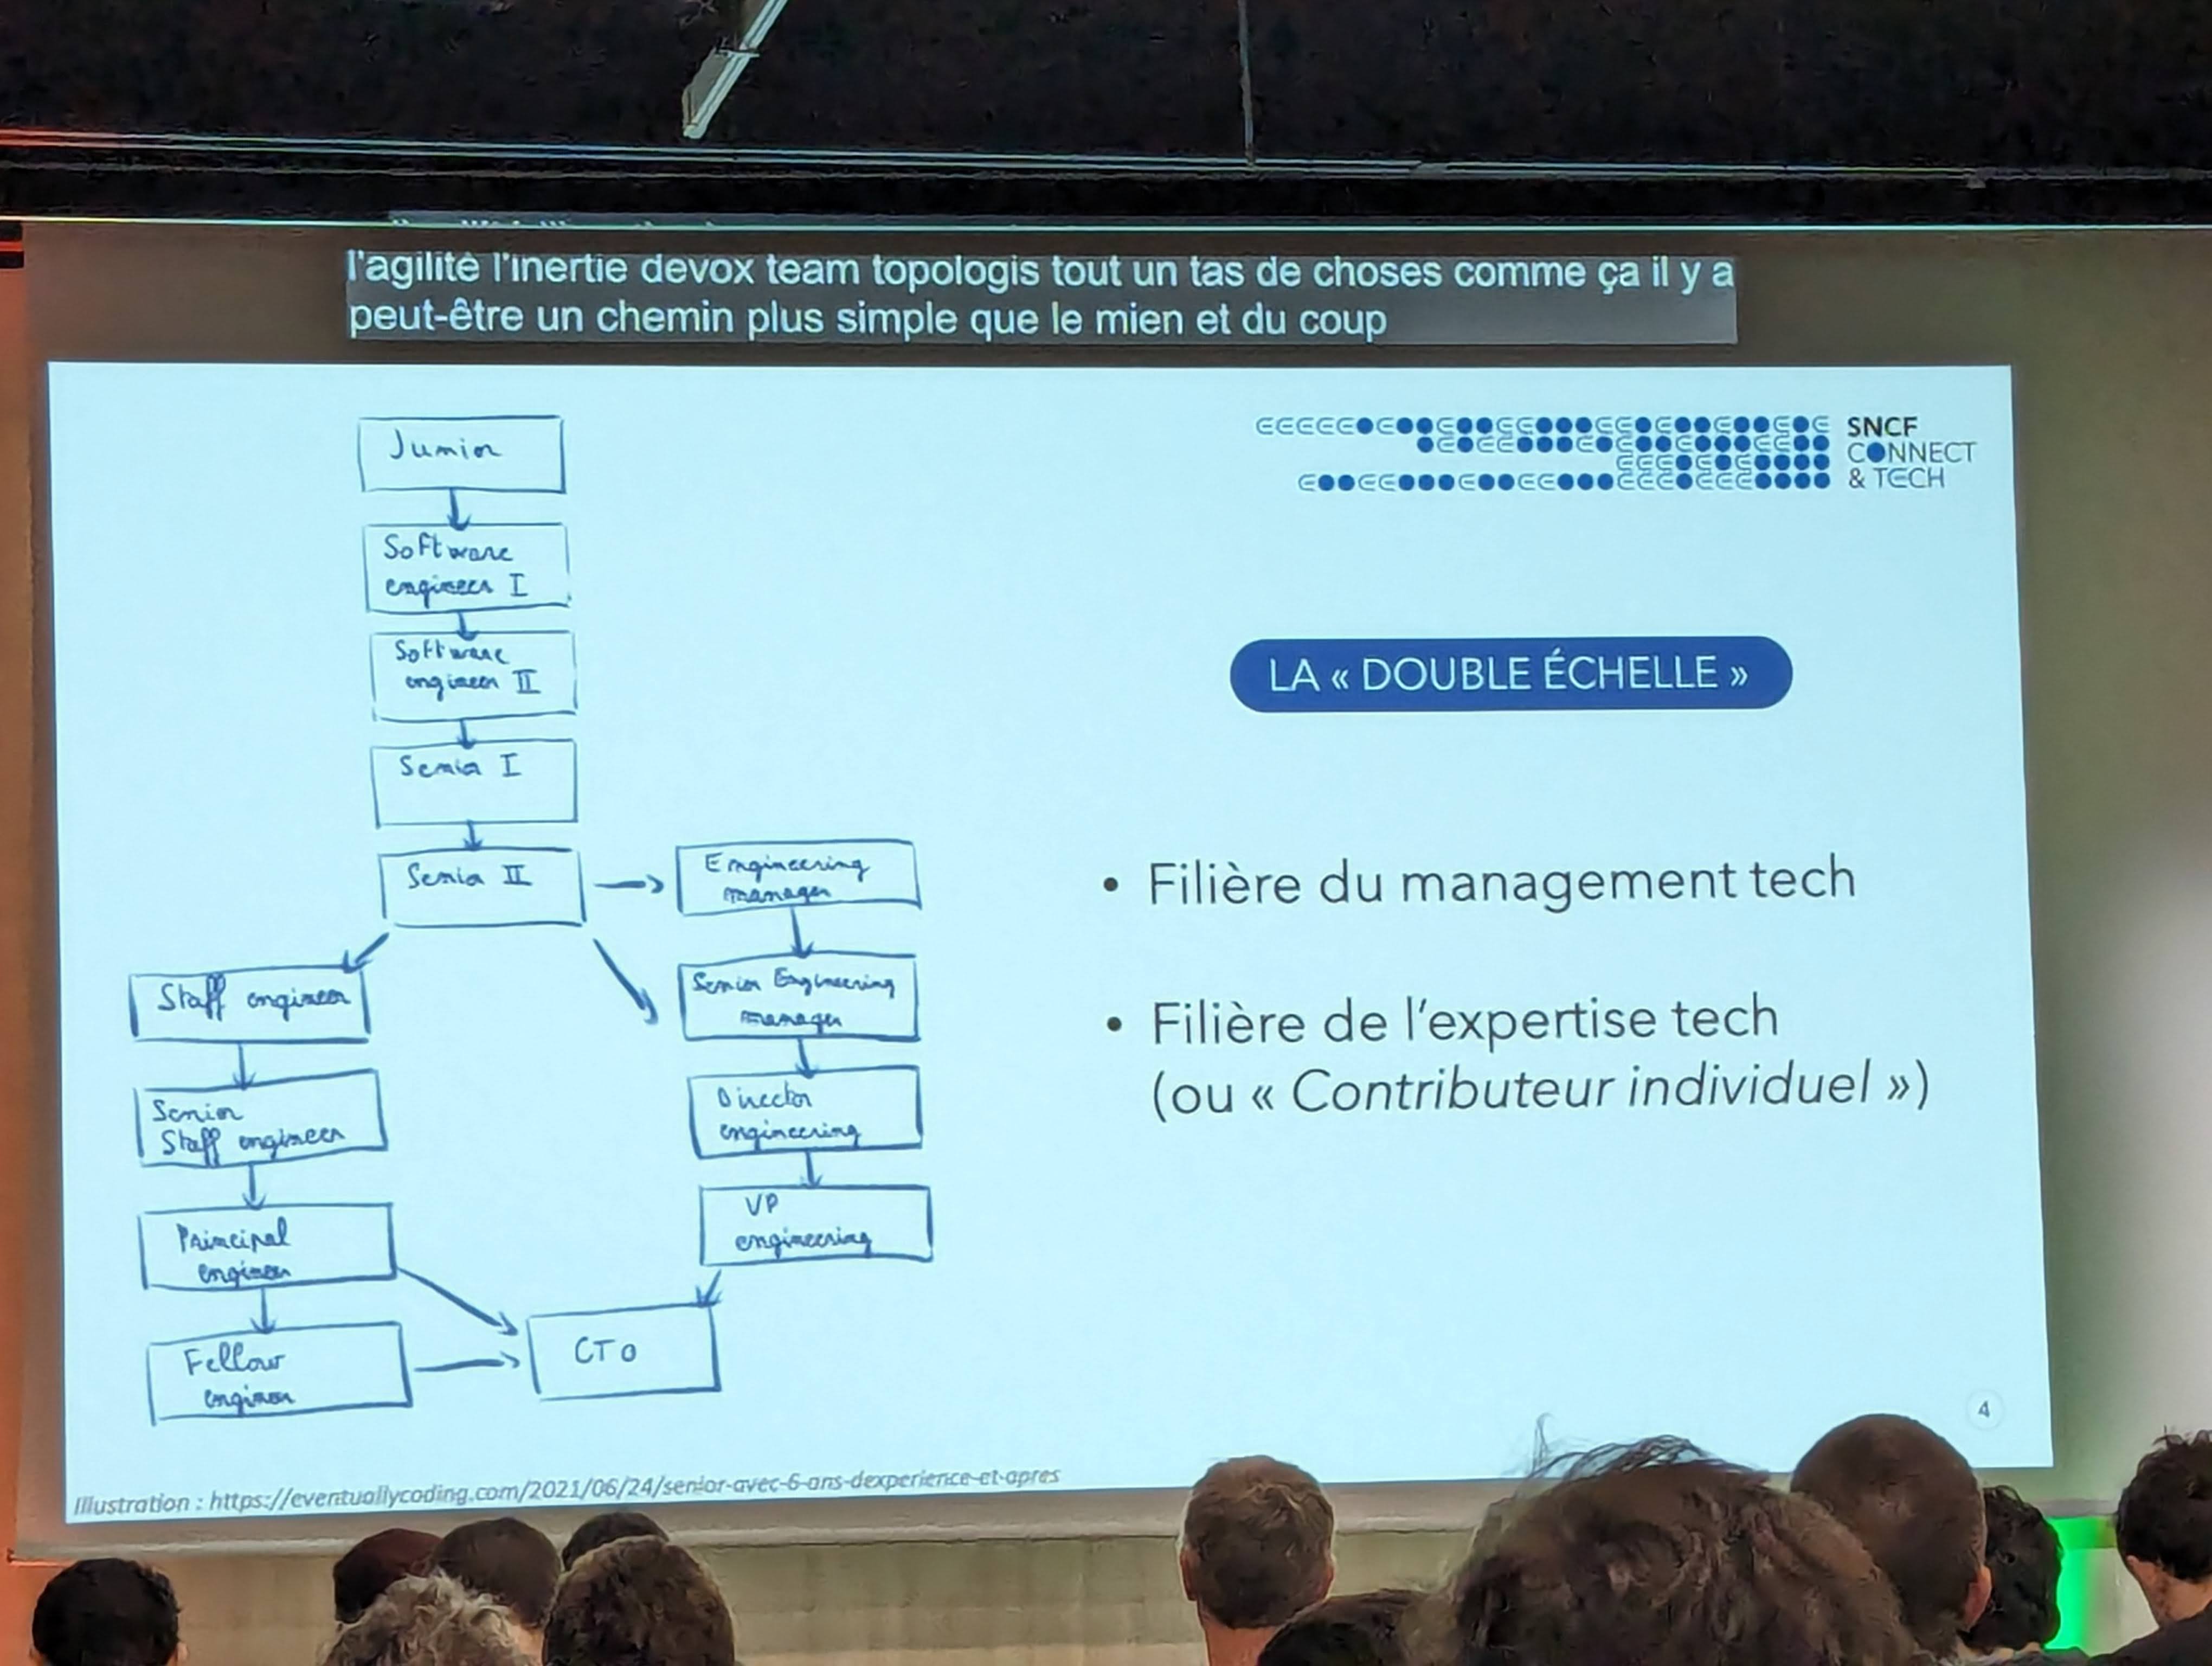 l'agilité l'inertie devox team topologis tout un tas de choses comme ça il y a
peut-être un chemin plus simple que le mien et du coup
SNCF
CONNECT
& TECH
Junior
Software
engineer I
Software
engineer II
Senior I
Senior II
Engineering
manager
Staff engineer
Senior Engineering
manager
Senior
Staff engineer
Director
engineering
Principal
engineer
VP
engineering
Fellow
engineer
CTO
LA « DOUBLE ÉCHELLE »
• Filière du management tech
• Filière de l'expertise tech
(ou « Contributeur individuel »)
4
Illustration : https://eventuallycoding.com/2021/06/24/senior-avec-6-ans-dexperience-et-apres